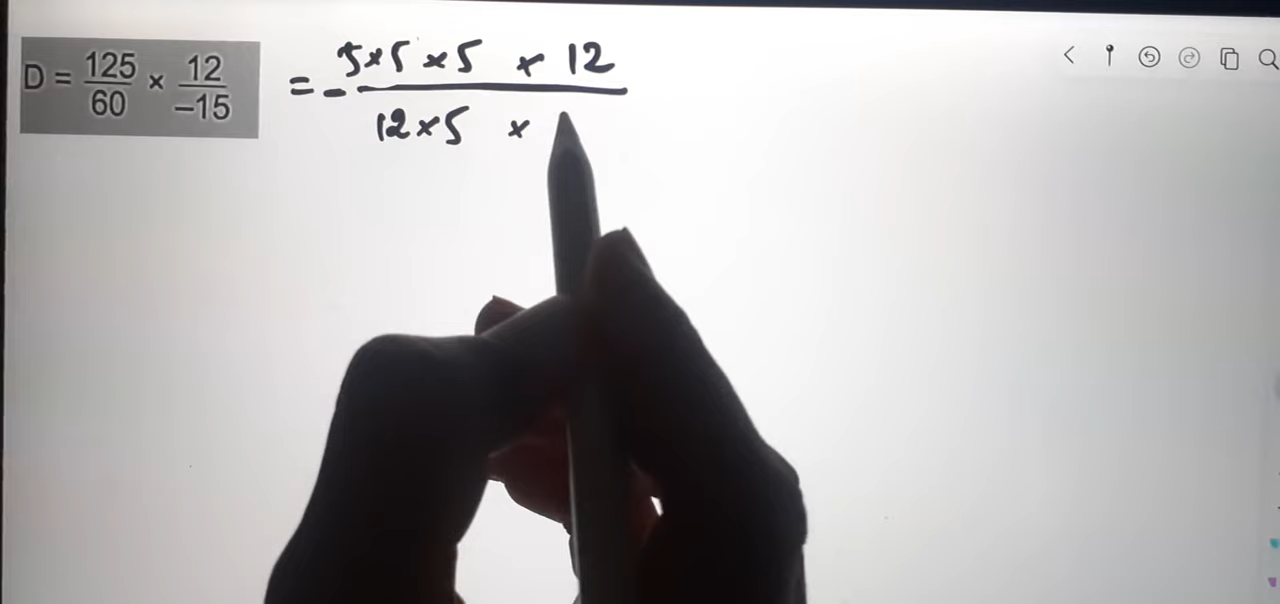 D = 125/60 × 12/–15 = - 5×5×5 × 12 / 12×5 ×